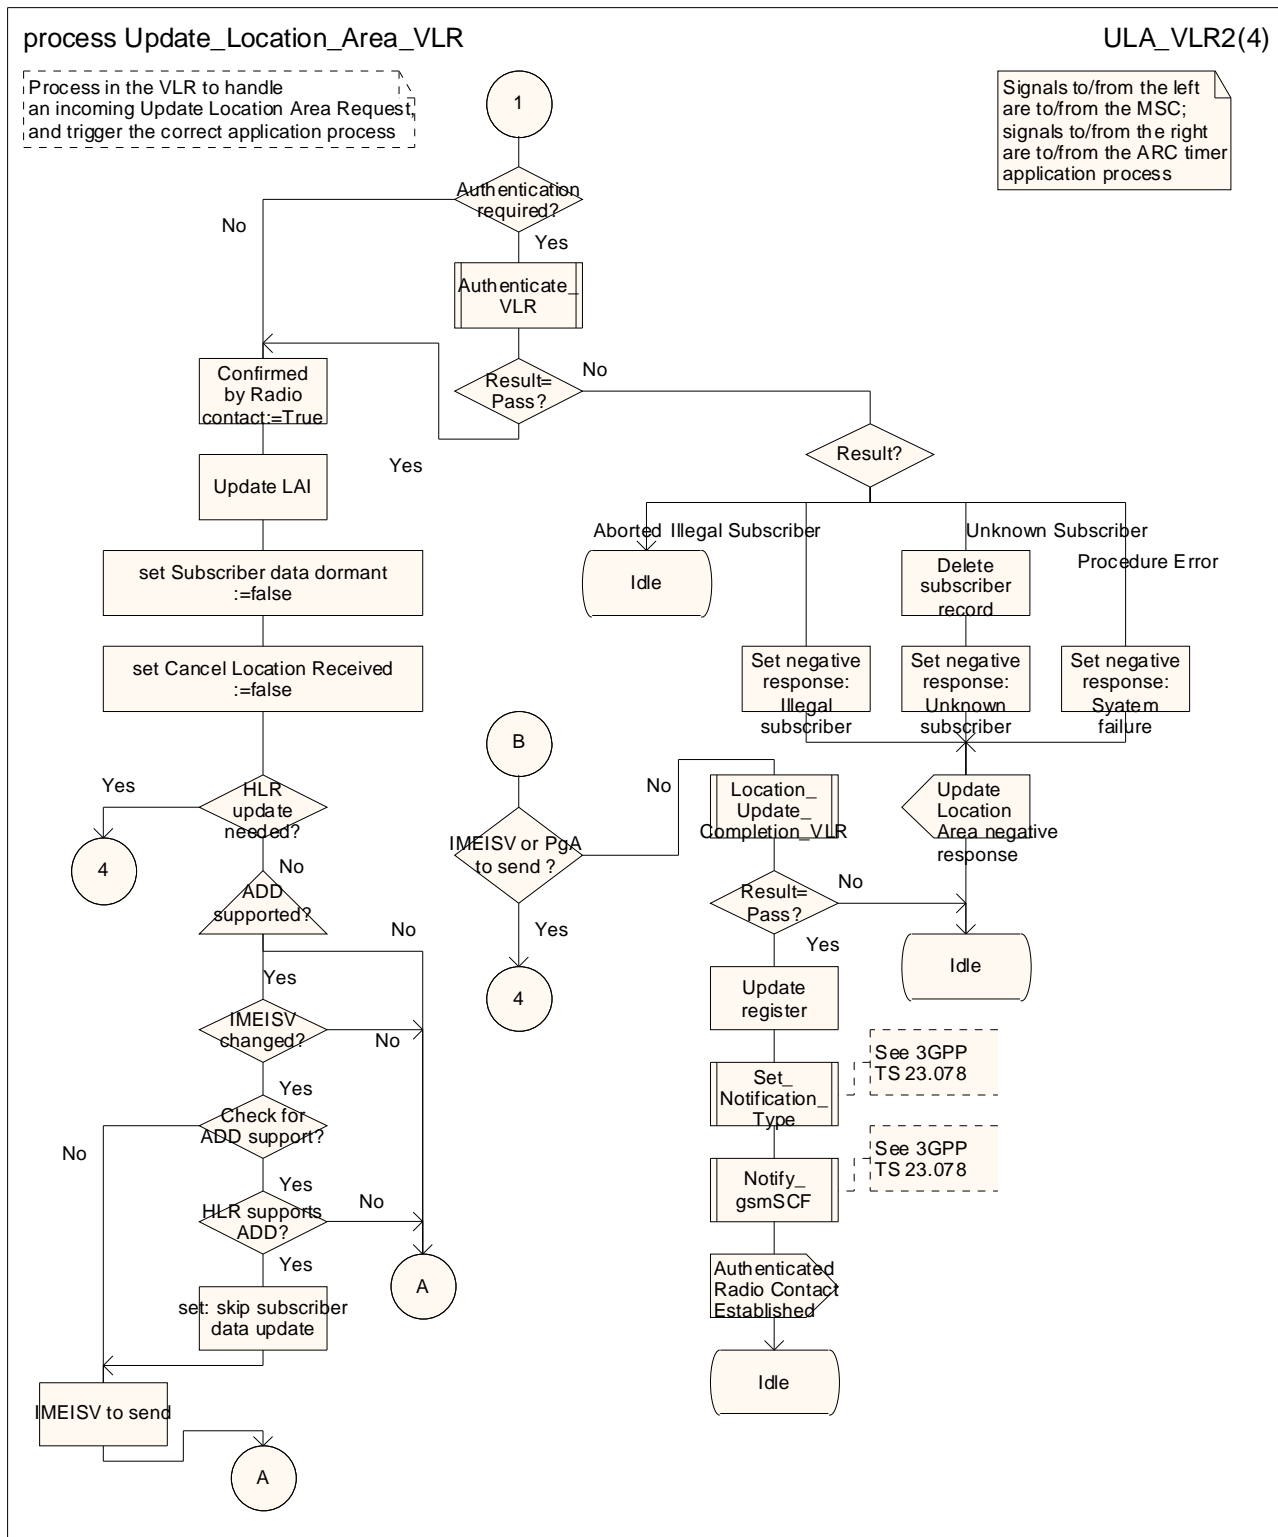 process Update_Location_Area_VLR
ULA_VLR2(4)
Process in the VLR to handle
an incoming Update Location Area Request,
and trigger the correct application process
1
Signals to/from the left
are to/from the MSC;
signals to/from the right
are to/from the ARC timer
application process
Authentication
required?
No
Yes
Authenticate_
VLR
Confirmed
by Radio
contact:=True
Result=
Pass?
No
Yes
Result?
Update LAI
Aborted
Illegal Subscriber
Unknown Subscriber
Procedure Error
set Subscriber data dormant
:=false
Idle
Delete
subscriber
record
set Cancel Location Received
:=false
Set negative
response:
Illegal
subscriber
Set negative
response:
Unknown
subscriber
Set negative
response:
Syatem
failure
B
Yes
HLR
update
needed?
No
4
No
IMEISV or PgA
to send ?
Yes
4
Location_
Update_
Completion_VLR
Update
Location
Area negative
response
ADD
supported?
No
Yes
Result=
Pass?
No
Yes
Idle
Update
register
IMEISV
changed?
No
Yes
See 3GPP
TS 23.078
Set_
Notification_
Type
Check for
ADD support?
No
Yes
See 3GPP
TS 23.078
Notify_
gsmSCF
HLR supports
ADD?
No
Yes
A
Authenticated
Radio Contact
Established
set: skip subscriber
data update
Idle
IMEISV to send
A